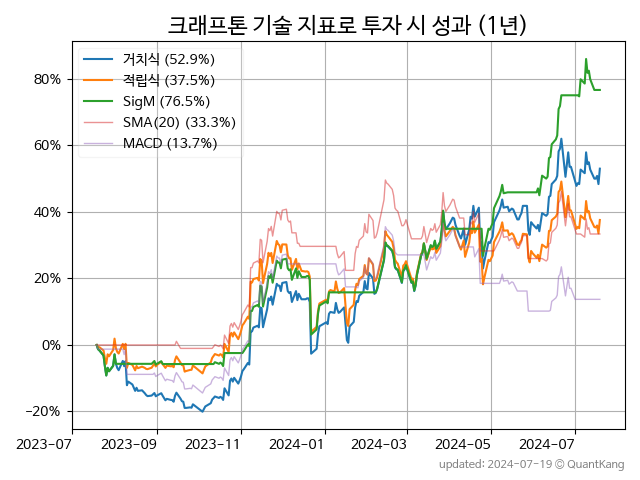 크래프톤 기술 지표로 투자 시 성과 (1년)
거치식 (52.9%)
적립식 (37.5%)
SigM (76.5%)
SMA(20) (33.3%)
MACD (13.7%)
80%
60%
40%
20%
0%
−20%
2023-07 2023-09 2023-11 2024-01 2024-03 2024-05 2024-07
updated: 2024-07-19 © QuantKang